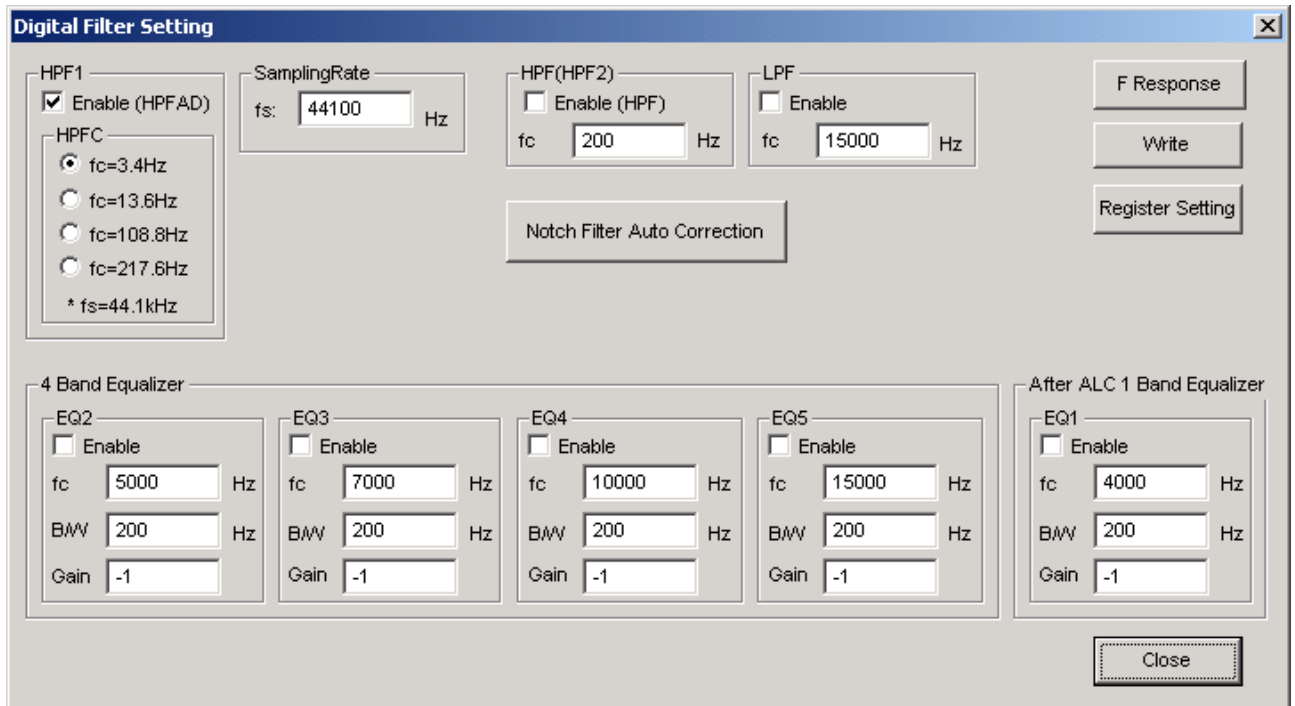 Digital Filter Setting
HPF1
Enable (HPFAD)
HPFC
fc=3.4Hz
fc=13.6Hz
fc=108.8Hz
fc=217.6Hz
* fs=44.1kHz
SamplingRate
fs: 44100 Hz
HPF(HPF2)
Enable (HPF)
fc 200 Hz
LPF
Enable
fc 15000 Hz
F Response
Write
Register Setting
Notch Filter Auto Correction
4 Band Equalizer
EQ2
Enable
fc 5000 Hz
B/W 200 Hz
Gain -1
EQ3
Enable
fc 7000 Hz
B/W 200 Hz
Gain -1
EQ4
Enable
fc 10000 Hz
B/W 200 Hz
Gain -1
EQ5
Enable
fc 15000 Hz
B/W 200 Hz
Gain -1
After ALC 1 Band Equalizer
EQ1
Enable
fc 4000 Hz
B/W 200 Hz
Gain -1
Close